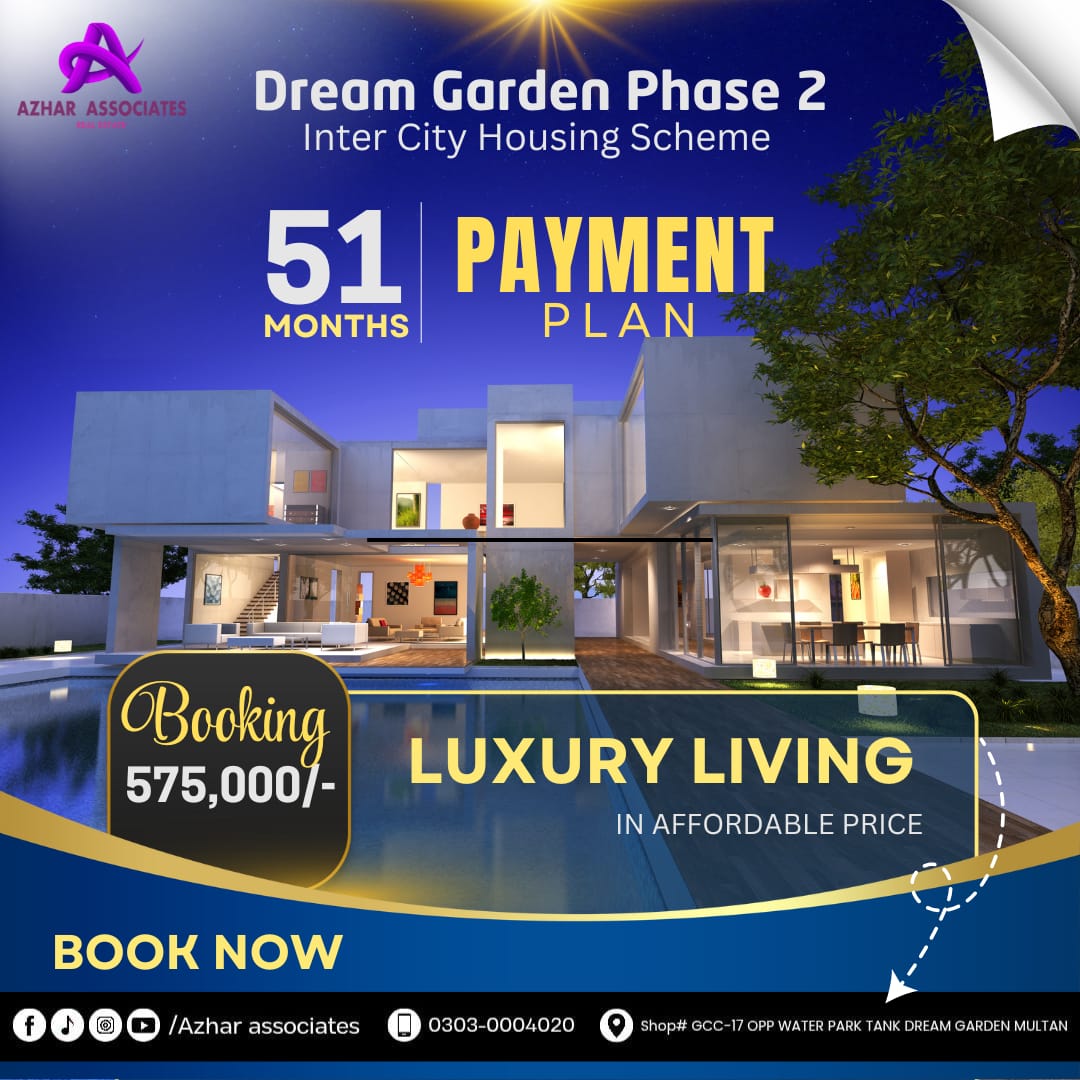 AZHAR ASSOCIATES
REAL ESTATE
Dream Garden Phase 2
Inter City Housing Scheme
51
MONTHS
PAYMENT
PLAN
Booking
575,000/-
LUXURY LIVING
IN AFFORDABLE PRICE
BOOK NOW
/Azhar associates
0303-0004020
Shop# GCC-17 OPP WATER PARK TANK DREAM GARDEN MULTAN